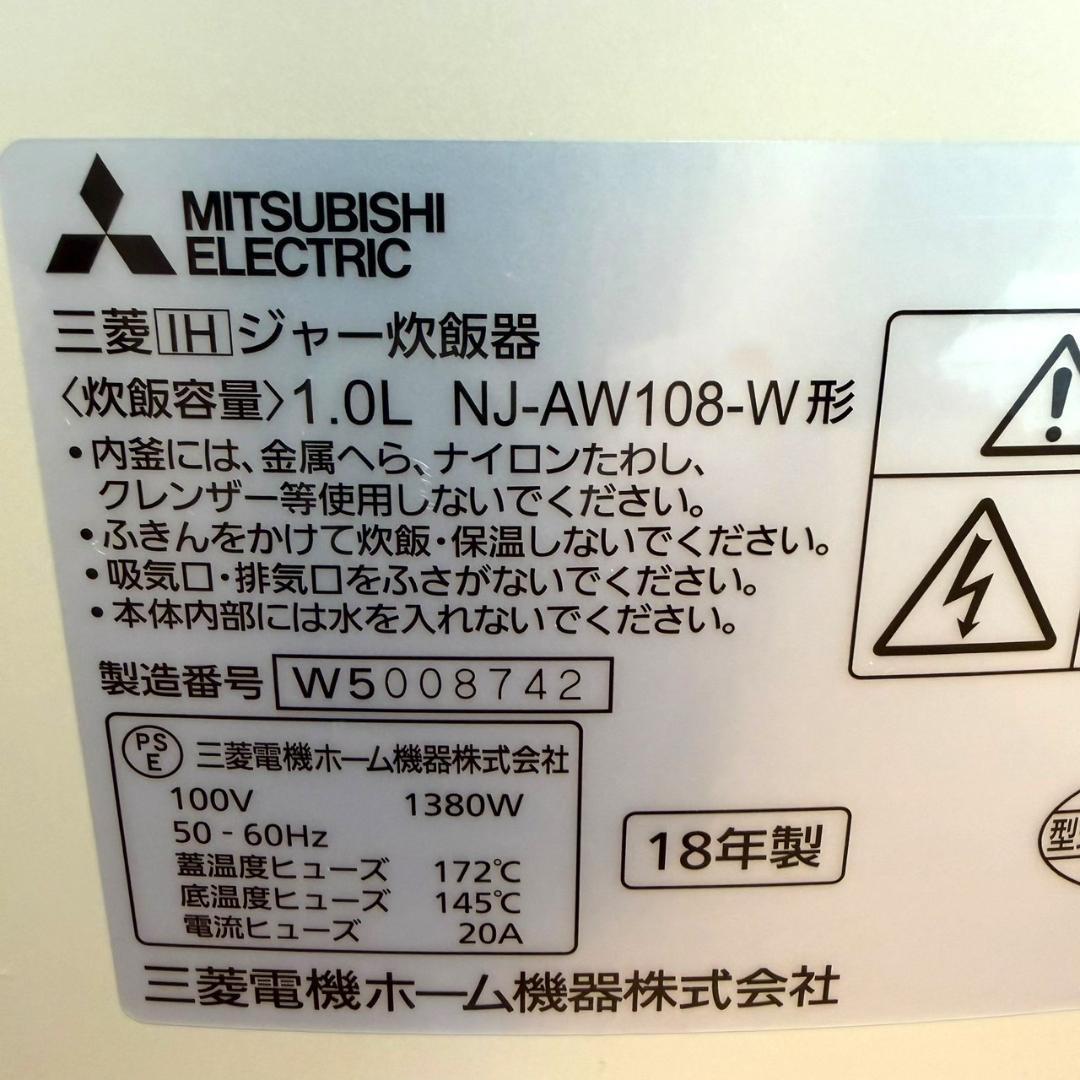 MITSUBISHI
ELECTRIC
三菱IHジャー炊飯器
〈炊飯容量〉1.0L NJ-AW108-W形
・内釜には、金属へら、ナイロンたわし、
クレンザー等使用しないでください。
・ふきんをかけて炊飯・保温しないでください。
・吸気口・排気口をふさがないでください。
・本体内部には水を入れないでください。
製造番号 W5008742
PS
E 三菱電機ホーム機器株式会社
100V 1380W
50 - 60Hz
蓋温度ヒューズ 172℃
底温度ヒューズ 145℃
電流ヒューズ 20A
18年製
型
三菱電機ホーム機器株式会社